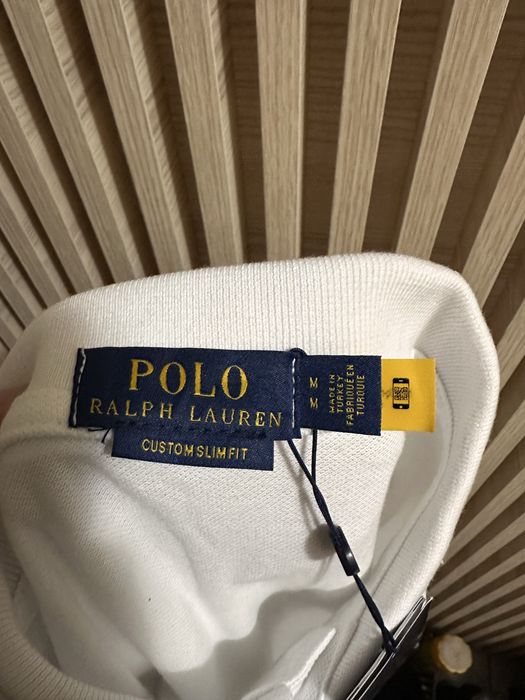 POLO
RALPH LAUREN
CUSTOM SLIM FIT
M
M
MADE IN
TURKEY
FABRIQUÉ EN
TURQUIE